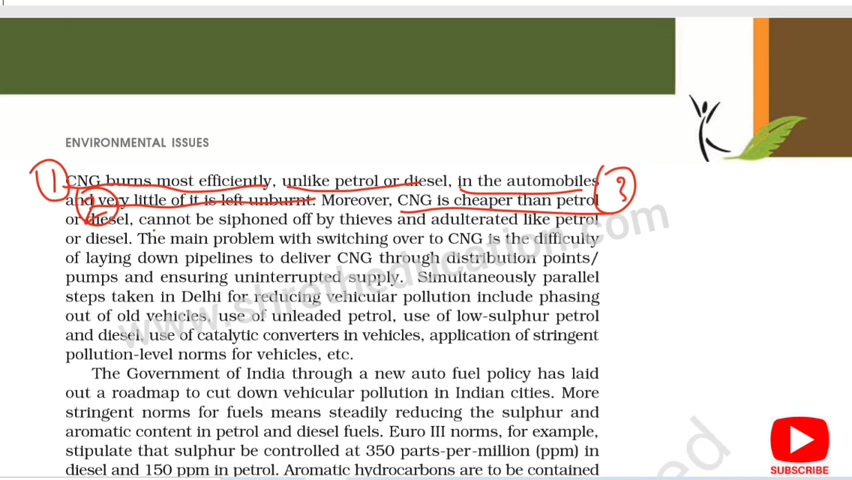 ENVIRONMENTAL ISSUES
1
CNG burns most efficiently, unlike petrol or diesel, in the automobiles
3
and very little of it is left unburnt. Moreover, CNG is cheaper than petrol
2
or diesel, cannot be siphoned off by thieves and adulterated like petrol
or diesel. The main problem with switching over to CNG is the difficulty
of laying down pipelines to deliver CNG through distribution points/
pumps and ensuring uninterrupted supply. Simultaneously parallel
steps taken in Delhi for reducing vehicular pollution include phasing
out of old vehicles, use of unleaded petrol, use of low-sulphur petrol
and diesel, use of catalytic converters in vehicles, application of stringent
pollution-level norms for vehicles, etc.
The Government of India through a new auto fuel policy has laid
out a roadmap to cut down vehicular pollution in Indian cities. More
stringent norms for fuels means steadily reducing the sulphur and
aromatic content in petrol and diesel fuels. Euro III norms, for example,
stipulate that sulphur be controlled at 350 parts-per-million (ppm) in
diesel and 150 ppm in petrol. Aromatic hydrocarbons are to be contained
SUBSCRIBE